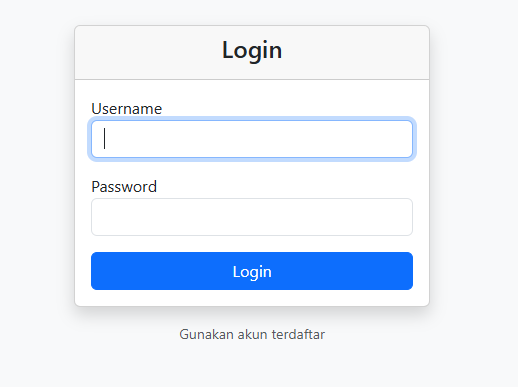 Login
Username
Password
Login
Gunakan akun terdaftar